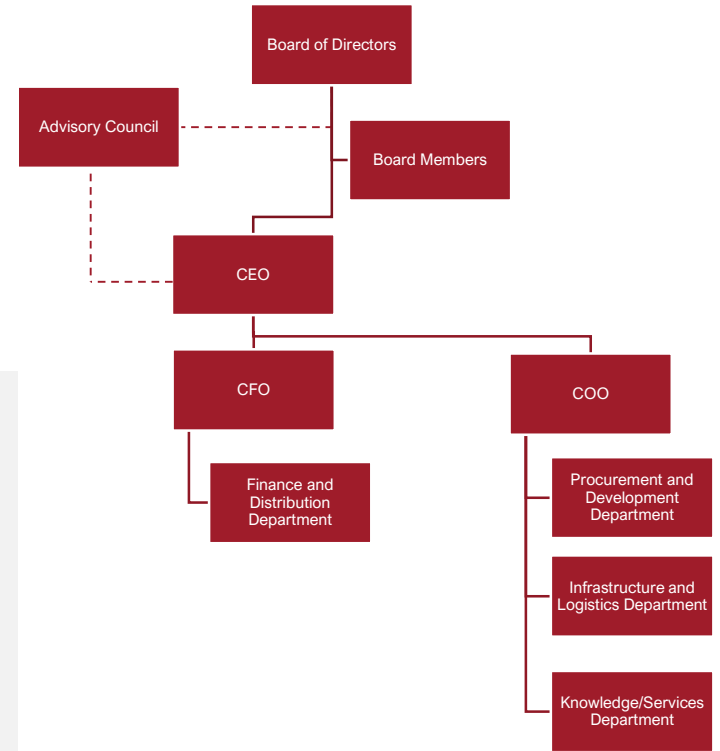 Board of Directors
Advisory Council
Board Members
CEO
CFO
COO
Finance and
Distribution
Department
Procurement and
Development
Department
Infrastructure and
Logistics Department
Knowledge/Services
Department